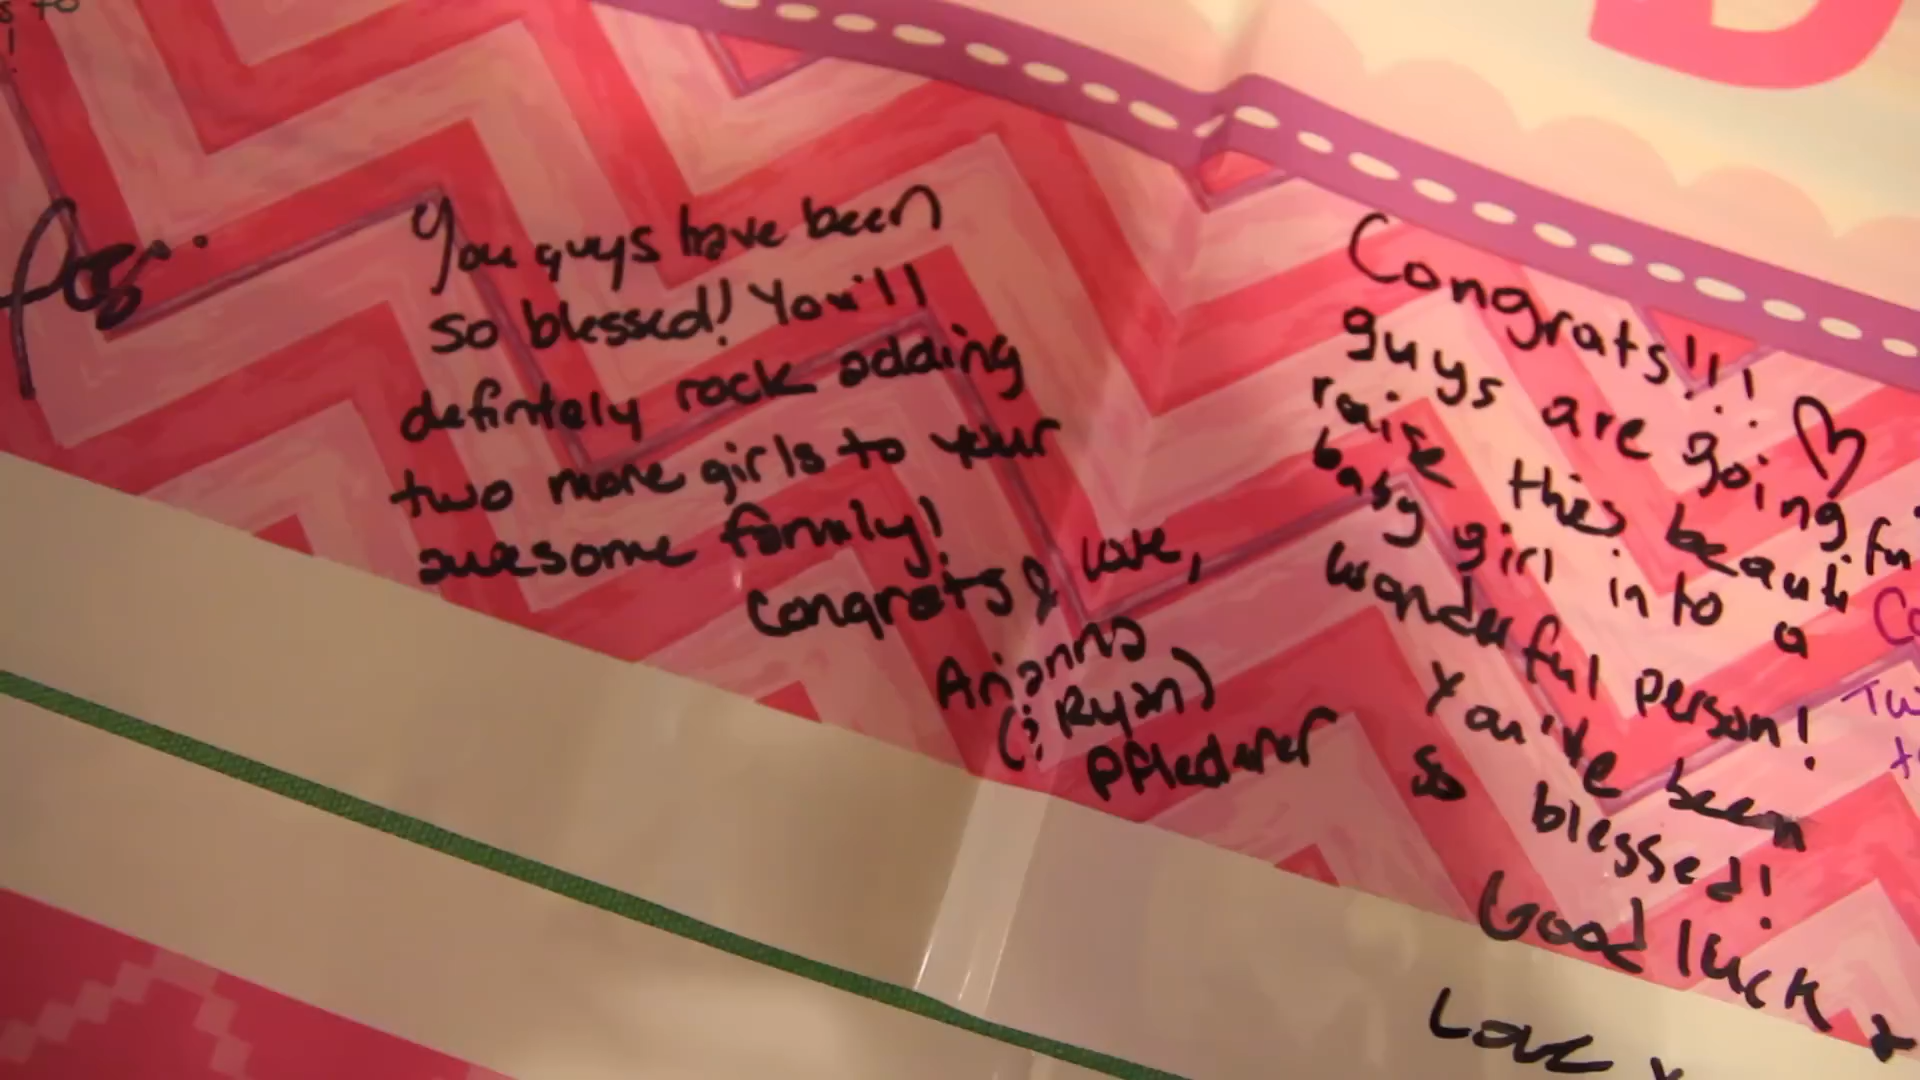 You guys have been
so blessed! You'll
defintely rock adding
two more girls to your
awesome family!
Congrats & love,
Arianna
(; Ryan)
Pflederer
Congrats!!!
guys are going
raise this beautiful
baby girl into a
wonderful person!
You've been
so blessed!
Good luck &
Love